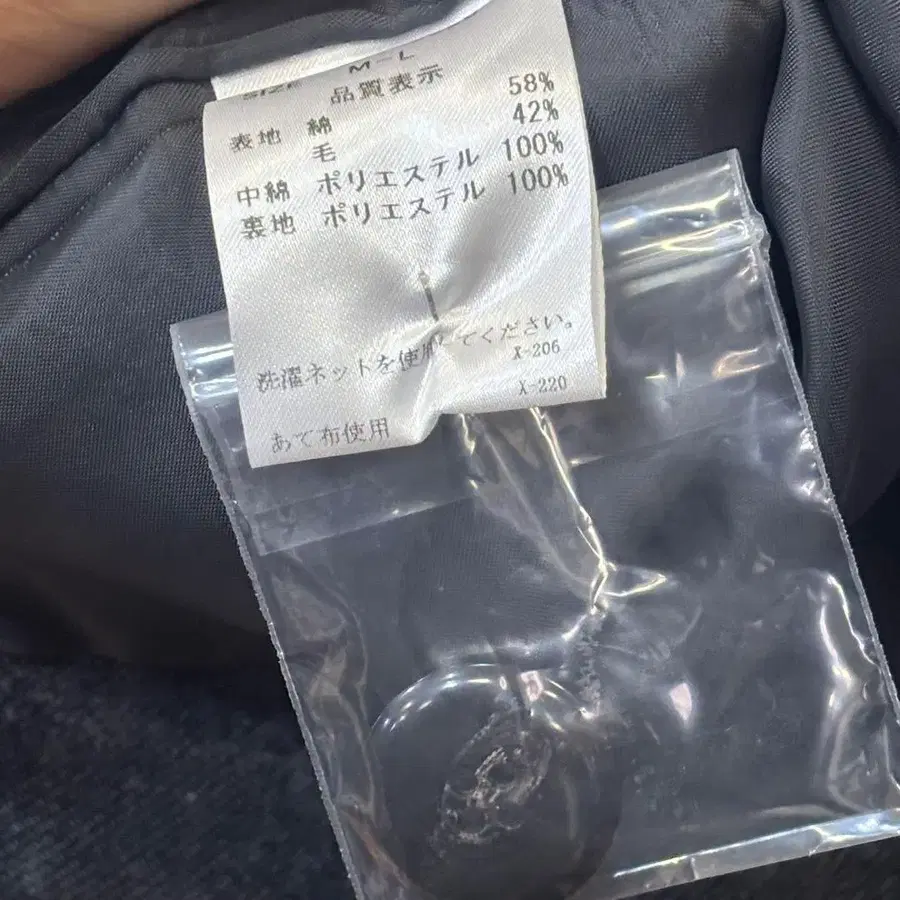 SIZE M-L
品質表示
表地 綿 58%
毛 42%
中綿 ポリエステル 100%
裏地 ポリエステル 100%
洗濯ネットを使用してください。
X-206
X-220
あて布使用